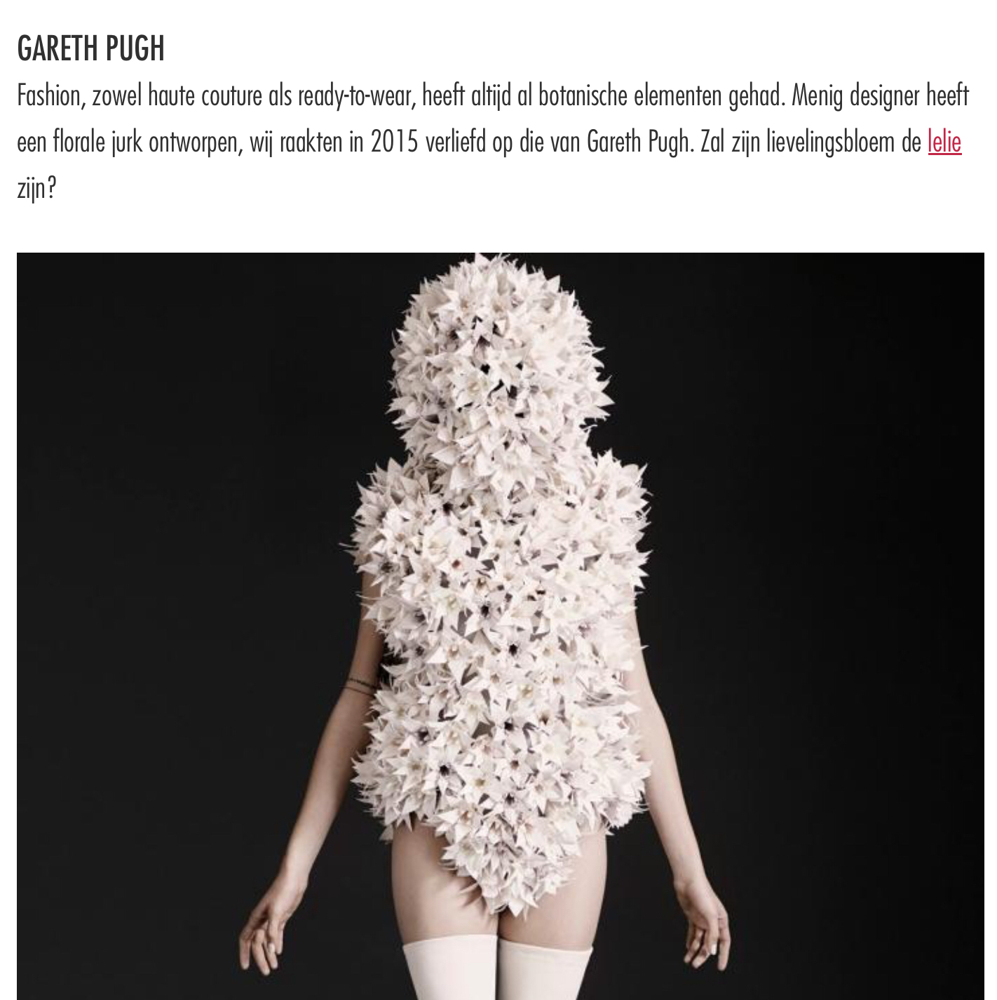 GARETH PUGH
Fashion, zowel haute couture als ready-to-wear, heeft altijd al botanische elementen gehad. Menig designer heeft
een florale jurk ontworpen, wij raakten in 2015 verliefd op die van Gareth Pugh. Zal zijn lievelingsbloem de lelie
zijn?